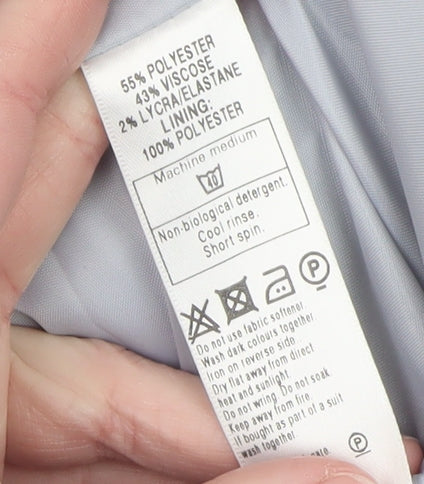 55% POLYESTER
43% VISCOSE
2% LYCRA/ELASTANE
LINING:
100% POLYESTER
Machine medium
40
Non-biological detergent.
Cool rinse.
Short spin.
P
Do not use fabric softener
Wash dark colours together
Iron on reverse side
Dry flat away from direct
heat and sunlight.
Do not wring. Do not soak
Keep away from fire.
If bought as part of a suit
wash together
P
care